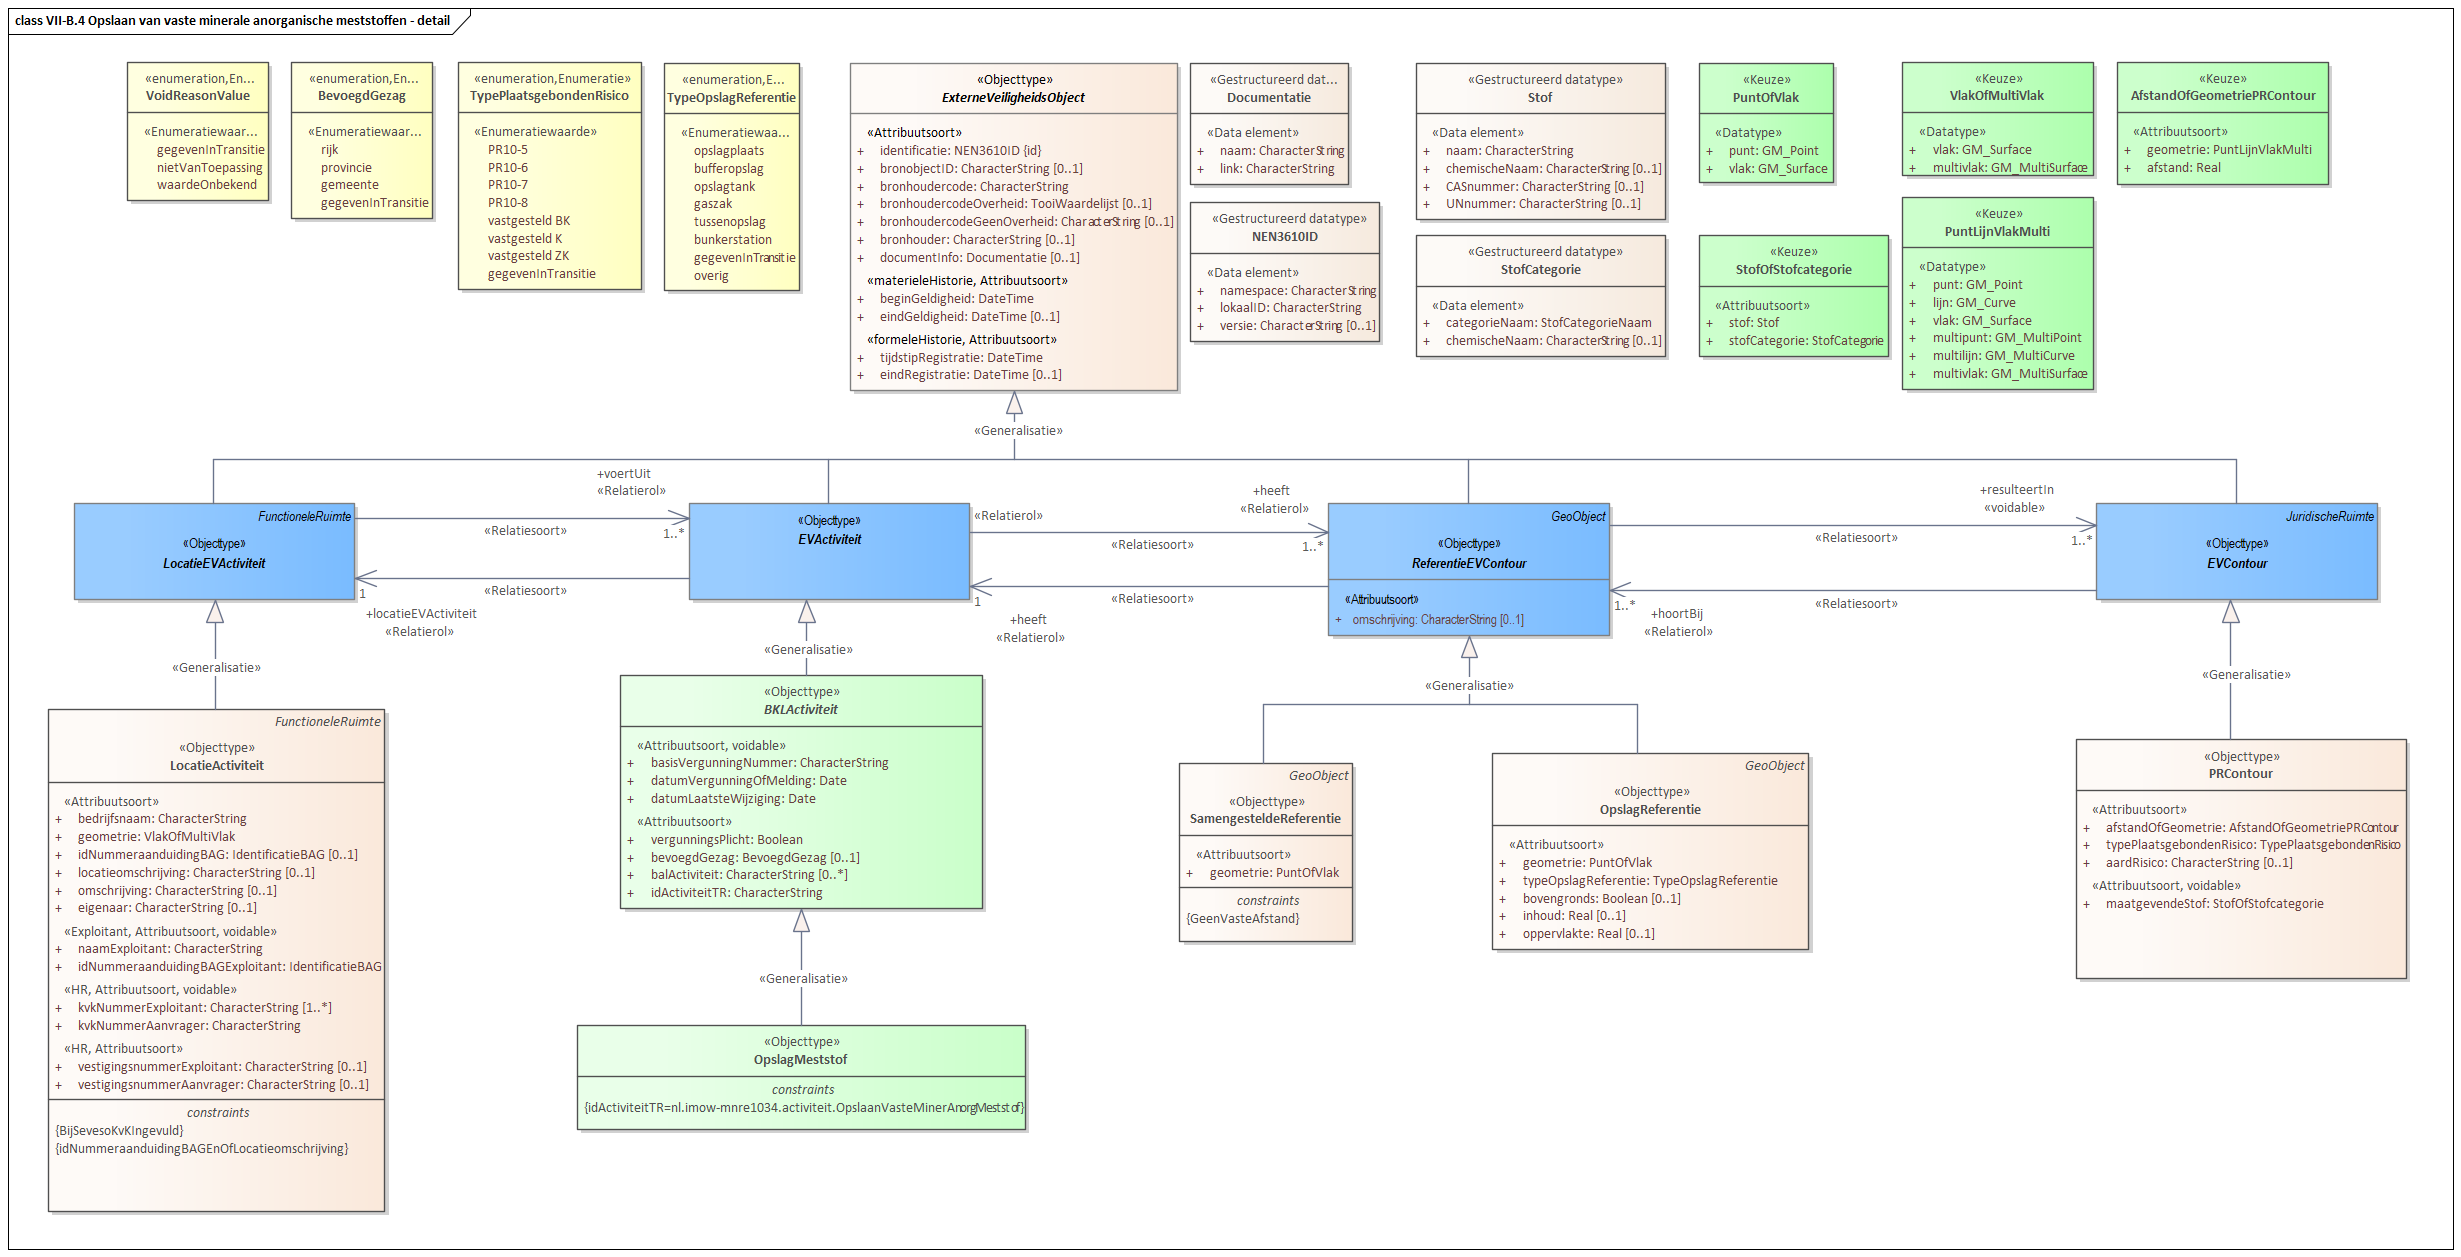 class VII-B.4 Opslaan van vaste minerale anorganische meststoffen - detail
«enumeration,En...
VoidReasonValue
«Enumeratiewaar...
gegevenInTransitie
nietVanToepassing
waardeOnbekend
«enumeration,En...
BevoegdGezag
«Enumeratiewaar...
rijk
provincie
gemeente
gegevenInTransitie
«enumeration,Enumeratie»
TypePlaatsgebondenRisico
«Enumeratiewaarde»
PR10-5
PR10-6
PR10-7
PR10-8
vastgesteld BK
vastgesteld K
vastgesteld ZK
gegevenInTransitie
«enumeration,E...
TypeOpslagReferentie
«Enumeratiewaa...
opslagplaats
bufferopslag
opslagtank
gaszak
tussenopslag
bunkerstation
gegevenInTransitie
overig
«Objecttype»
ExterneVeiligheidsObject
«Attribuutsoort»
+ identificatie: NEN3610ID {id}
+ bronobjectID: CharacterString [0..1]
+ bronhoudercode: CharacterString
+ bronhoudercodeOverheid: TooiWaardelijst [0..1]
+ bronhoudercodeGeenOverheid: CharacterString [0..1]
+ bronhouder: CharacterString [0..1]
+ documentInfo: Documentatie [0..1]
«materieleHistorie, Attribuutsoort»
+ beginGeldigheid: DateTime
+ eindGeldigheid: DateTime [0..1]
«formeleHistorie, Attribuutsoort»
+ tijdstipRegistratie: DateTime
+ eindRegistratie: DateTime [0..1]
«Gestructureerd dat...
Documentatie
«Data element»
+ naam: CharacterString
+ link: CharacterString
«Gestructureerd datatype»
NEN3610ID
«Data element»
+ namespace: CharacterString
+ lokaalID: CharacterString
+ versie: CharacterString [0..1]
«Gestructureerd datatype»
Stof
«Data element»
+ naam: CharacterString
+ chemischeNaam: CharacterString [0..1]
+ CASnummer: CharacterString [0..1]
+ UNnummer: CharacterString [0..1]
«Gestructureerd datatype»
StofCategorie
«Data element»
+ categorieNaam: StofCategorieNaam
+ chemischeNaam: CharacterString [0..1]
«Keuze»
PuntOfVlak
«Datatype»
+ punt: GM_Point
+ vlak: GM_Surface
«Keuze»
StofOfStofcategorie
«Attribuutsoort»
+ stof: Stof
+ stofCategorie: StofCategorie
«Keuze»
VlakOfMultiVlak
«Datatype»
+ vlak: GM_Surface
+ multivlak: GM_MultiSurface
«Keuze»
PuntLijnVlakMulti
«Datatype»
+ punt: GM_Point
+ lijn: GM_Curve
+ vlak: GM_Surface
+ multipunt: GM_MultiPoint
+ multilijn: GM_MultiCurve
+ multivlak: GM_MultiSurface
«Keuze»
AfstandOfGeometriePRContour
«Attribuutsoort»
+ geometrie: PuntLijnVlakMulti
+ afstand: Real
«Generalisatie»
FunctioneleRuimte
«Objecttype»
LocatieEVActiviteit
+voertUit
«Relatierol»
«Relatiesoort»
1..*
«Relatiesoort»
1
+locatieEVActiviteit
«Relatierol»
«Objecttype»
EVActiviteit
«Relatierol»
+heeft
«Relatierol»
«Relatiesoort»
1..*
«Relatiesoort»
1
+heeft
«Relatierol»
GeoObject
«Objecttype»
ReferentieEVContour
«Attribuutsoort»
+ omschrijving: CharacterString [0..1]
+resulteertIn
«voidable»
«Relatiesoort»
1..*
«Relatiesoort»
1..*
+hoortBij
«Relatierol»
JuridischeRuimte
«Objecttype»
EVContour
«Generalisatie»
«Generalisatie»
«Generalisatie»
«Generalisatie»
FunctioneleRuimte
«Objecttype»
LocatieActiviteit
«Attribuutsoort»
+ bedrijfsnaam: CharacterString
+ geometrie: VlakOfMultiVlak
+ idNummeraanduidingBAG: IdentificatieBAG [0..1]
+ locatieomschrijving: CharacterString [0..1]
+ omschrijving: CharacterString [0..1]
+ eigenaar: CharacterString [0..1]
«Exploitant, Attribuutsoort, voidable»
+ naamExploitant: CharacterString
+ idNummeraanduidingBAGExploitant: IdentificatieBAG
«HR, Attribuutsoort, voidable»
+ kvkNummerExploitant: CharacterString [1..*]
+ kvkNummerAanvrager: CharacterString
«HR, Attribuutsoort»
+ vestigingsnummerExploitant: CharacterString [0..1]
+ vestigingsnummerAanvrager: CharacterString [0..1]
constraints
{BijSevesoKvKIngevuld}
{idNummeraanduidingBAGEnOfLocatieomschrijving}
«Objecttype»
BKLActiviteit
«Attribuutsoort, voidable»
+ basisVergunningNummer: CharacterString
+ datumVergunningOfMelding: Date
+ datumLaatsteWijziging: Date
«Attribuutsoort»
+ vergunningsPlicht: Boolean
+ bevoegdGezag: BevoegdGezag [0..1]
+ balActiviteit: CharacterString [0..*]
+ idActiviteitTR: CharacterString
«Generalisatie»
«Objecttype»
OpslagMeststof
constraints
{idActiviteitTR=nl.imow-mnre1034.activiteit.OpslaanVasteMinerAnorgMeststof}
GeoObject
«Objecttype»
SamengesteldeReferentie
«Attribuutsoort»
+ geometrie: PuntOfVlak
constraints
{GeenVasteAfstand}
GeoObject
«Objecttype»
OpslagReferentie
«Attribuutsoort»
+ geometrie: PuntOfVlak
+ typeOpslagReferentie: TypeOpslagReferentie
+ bovengronds: Boolean [0..1]
+ inhoud: Real [0..1]
+ oppervlakte: Real [0..1]
«Objecttype»
PRContour
«Attribuutsoort»
+ afstandOfGeometrie: AfstandOfGeometriePRContour
+ typePlaatsgebondenRisico: TypePlaatsgebondenRisico
+ aardRisico: CharacterString [0..1]
«Attribuutsoort, voidable»
+ maatgevendeStof: StofOfStofcategorie